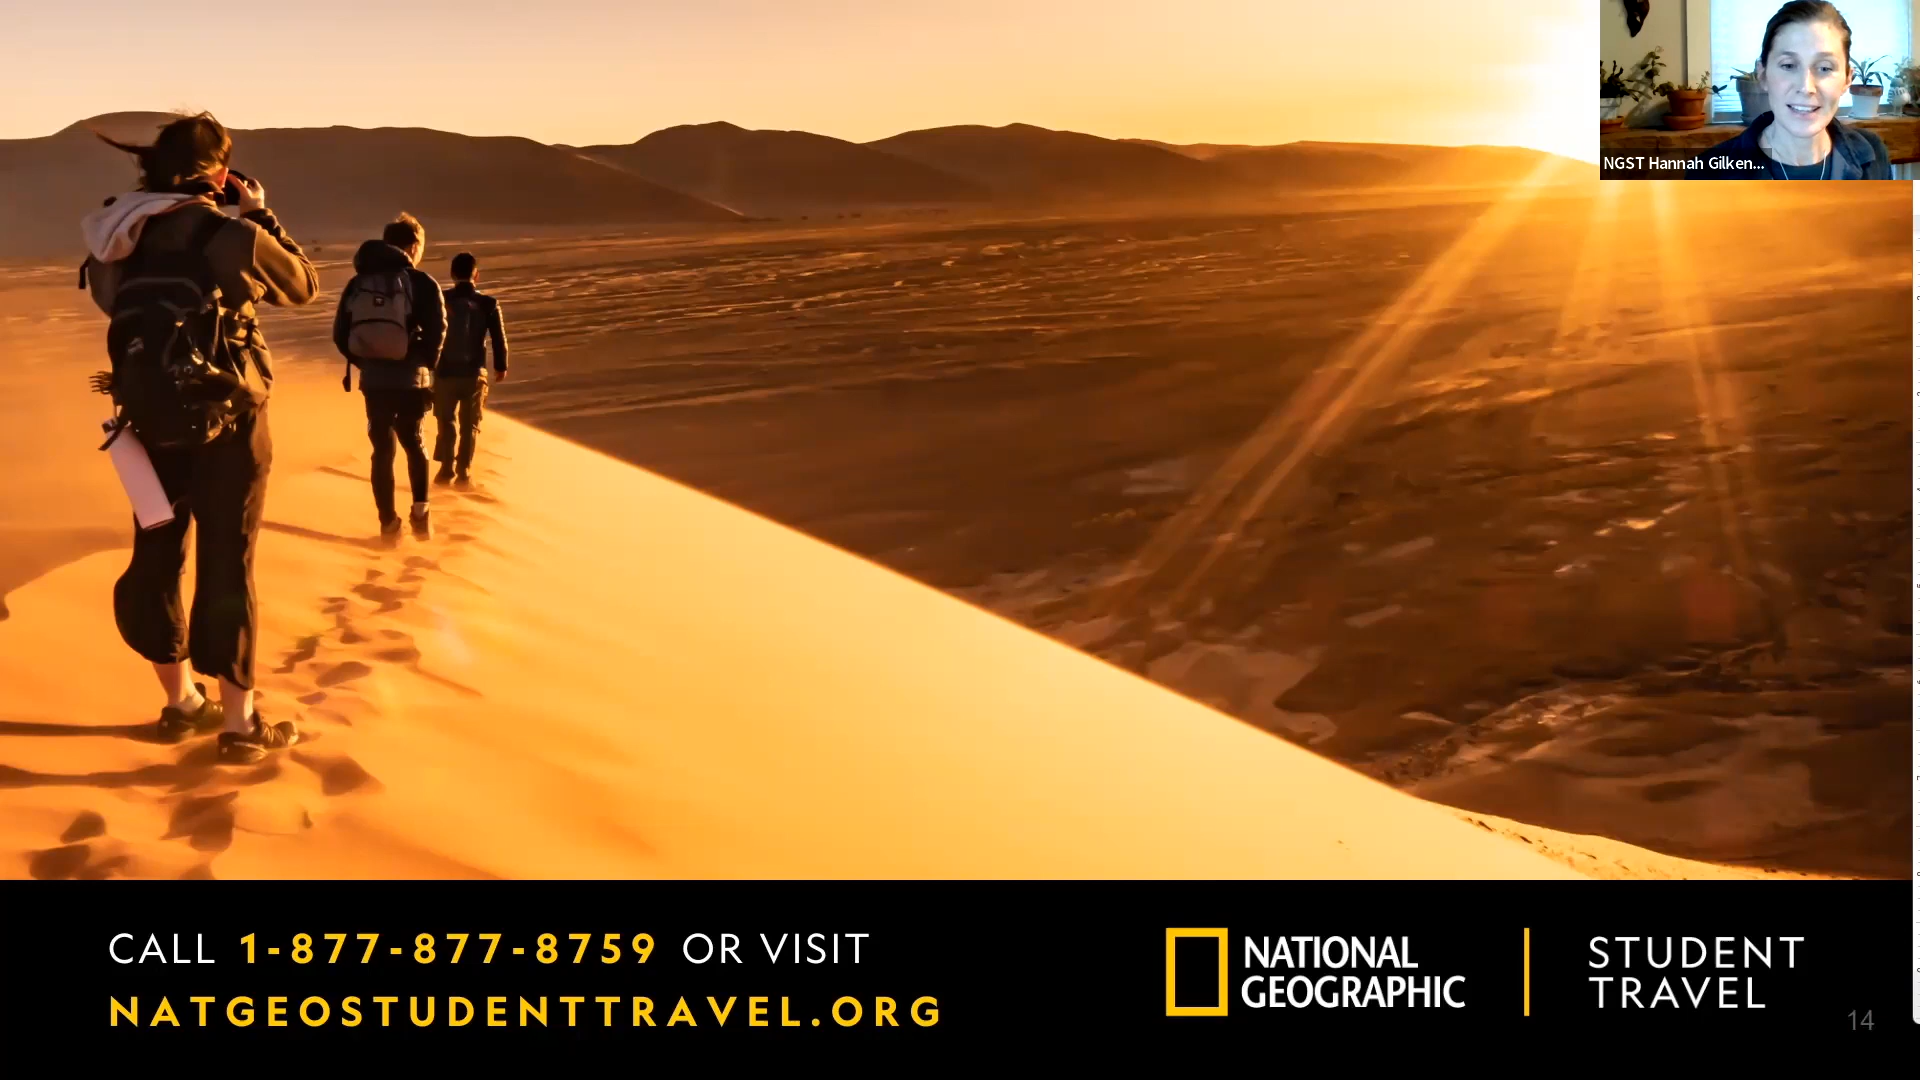 NGST Hannah Gilken...
CALL 1-877-877-8759 OR VISIT
NATGEOSTUDENTTRAVEL.ORG
NATIONAL
GEOGRAPHIC
STUDENT
TRAVEL
14